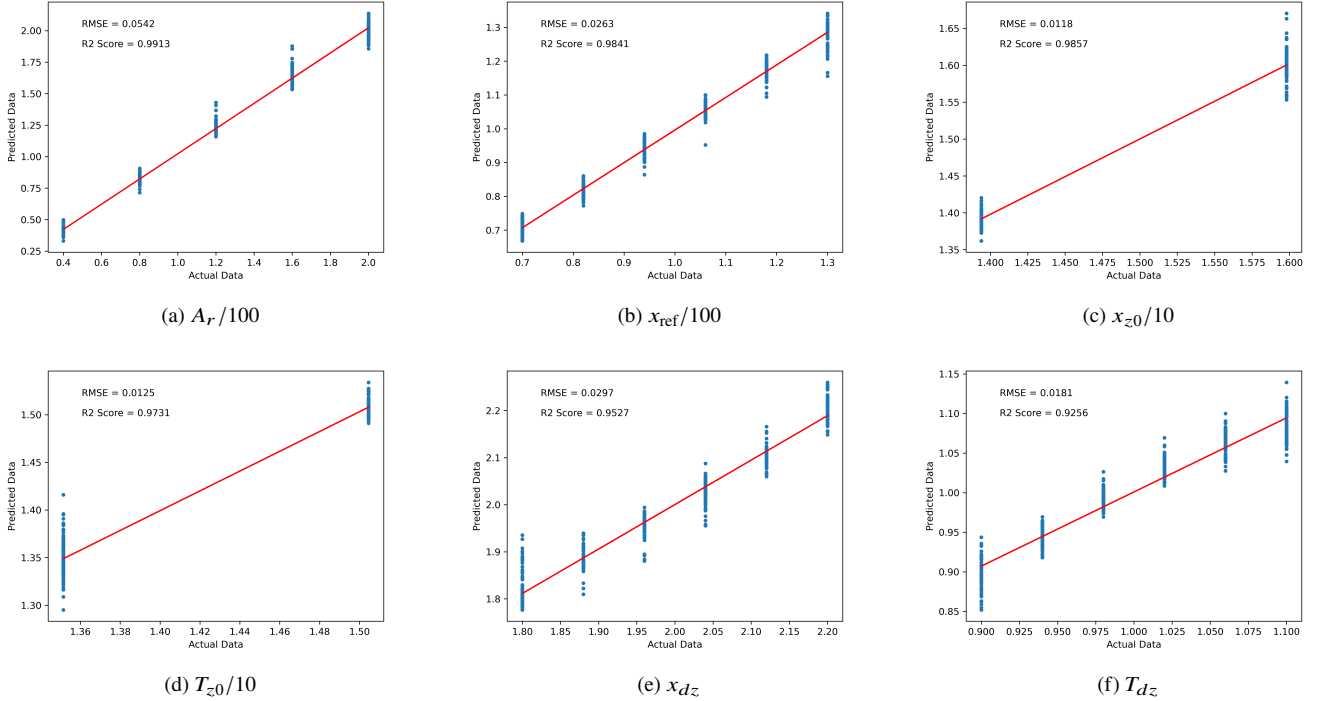 RMSE = 0.0542
R2 Score = 0.9913
Predicted Data
2.00
1.75
1.50
1.25
1.00
0.75
0.50
0.25
0.4 0.6 0.8 1.0 1.2 1.4 1.6 1.8 2.0
Actual Data
(a) A_r/100
RMSE = 0.0263
R2 Score = 0.9841
Predicted Data
1.3
1.2
1.1
1.0
0.9
0.8
0.7
0.7 0.8 0.9 1.0 1.1 1.2 1.3
Actual Data
(b) x_ref/100
RMSE = 0.0118
R2 Score = 0.9857
Predicted Data
1.65
1.60
1.55
1.50
1.45
1.40
1.35
1.400 1.425 1.450 1.475 1.500 1.525 1.550 1.575 1.600
Actual Data
(c) x_z0/10
RMSE = 0.0125
R2 Score = 0.9731
Predicted Data
1.50
1.45
1.40
1.35
1.30
1.36 1.38 1.40 1.42 1.44 1.46 1.48 1.50
Actual Data
(d) T_z0/10
RMSE = 0.0297
R2 Score = 0.9527
Predicted Data
2.2
2.1
2.0
1.9
1.8
1.80 1.85 1.90 1.95 2.00 2.05 2.10 2.15 2.20
Actual Data
(e) x_dz
RMSE = 0.0181
R2 Score = 0.9256
Predicted Data
1.15
1.10
1.05
1.00
0.95
0.90
0.85
0.900 0.925 0.950 0.975 1.000 1.025 1.050 1.075 1.100
Actual Data
(f) T_dz